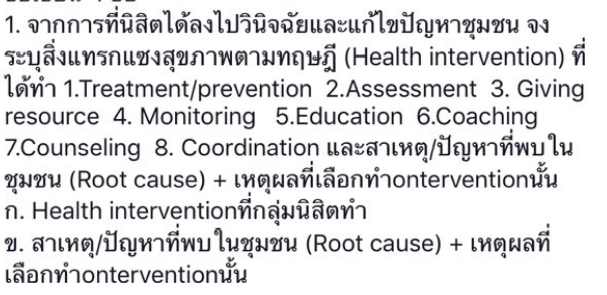 1. จากการที่นิสิตได้ลงไปวินิจฉัยและแก้ไขปัญหาชุมชน จง
ระบุสิ่งแทรกแซงสุขภาพตามทฤษฎี (Health intervention) ที่
ได้ทำ 1.Treatment/prevention 2.Assessment 3. Giving
resource 4. Monitoring 5.Education 6.Coaching
7.Counseling 8. Coordination และสาเหตุ/ปัญหาที่พบใน
ชุมชน (Root cause) + เหตุผลที่เลือกทำonterventionนั้น
ก. Health interventionที่กลุ่มนิสิตทำ
ข. สาเหตุ/ปัญหาที่พบในชุมชน (Root cause) + เหตุผลที่
เลือกทำonterventionนั้น